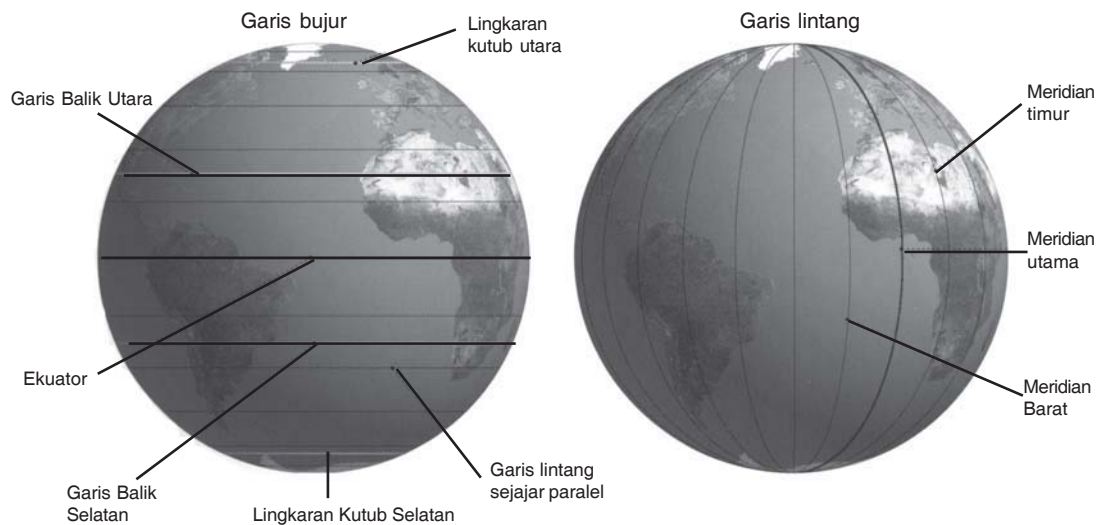 Garis bujur
Lingkaran
kutub utara
Garis Balik Utara
Ekuator
Garis Balik
Selatan
Lingkaran Kutub Selatan
Garis lintang
sejajar paralel
Garis lintang
Meridian
timur
Meridian
utama
Meridian
Barat